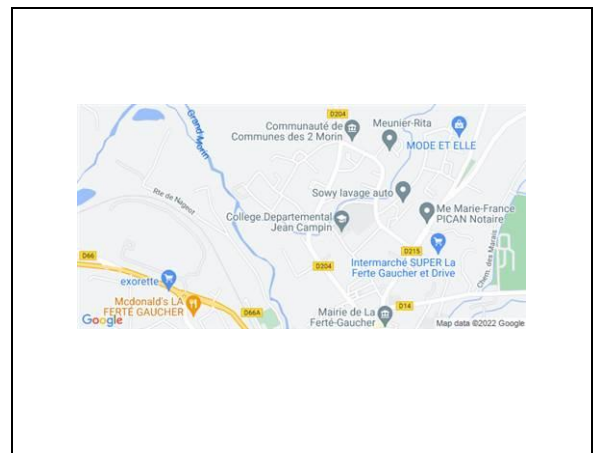 D204
Communauté de
Communes des 2 Morin
Meunier-Rita
MODE ET ELLE
Grand Morin
Rte de Nageot
Sowy lavage auto
College Departemental
Jean Campin
Me Marie-France
PICAN Notaire
D66
D215
D204
Intermarché SUPER La
Ferte Gaucher et Drive
Chem. des Marais
exorette
Mcdonald's LA
FERTÉ GAUCHER
D66A
D14
Mairie de La
Ferté-Gaucher
Google
Map data ©2022 Google